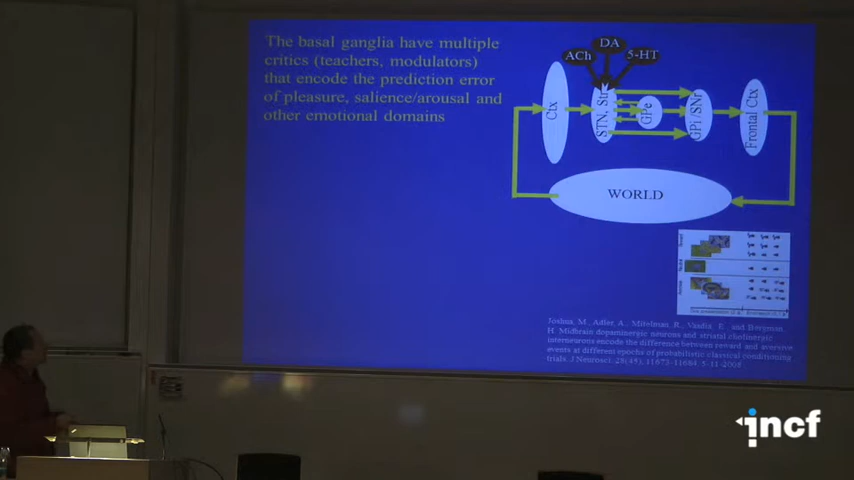 The basal ganglia have multiple
critics (teachers, modulators)
that encode the prediction error
of pleasure, salience/arousal and
other emotional domains
DA
ACh
5-HT
Ctx
STN, Str
GPe
GPi /SNr
Frontal Ctx
WORLD
Joshua, M., Adler, A., Mitelman, R., Vaadia, E. and Bergman,
H. Midbrain dopaminergic neurons and striatal cholinergic
interneurons encode the difference between reward and aversive
events at different epochs of probabilistic classical conditioning
trials. J Neurosci. 28(45), 11673-11684, 5-11-2008
incf